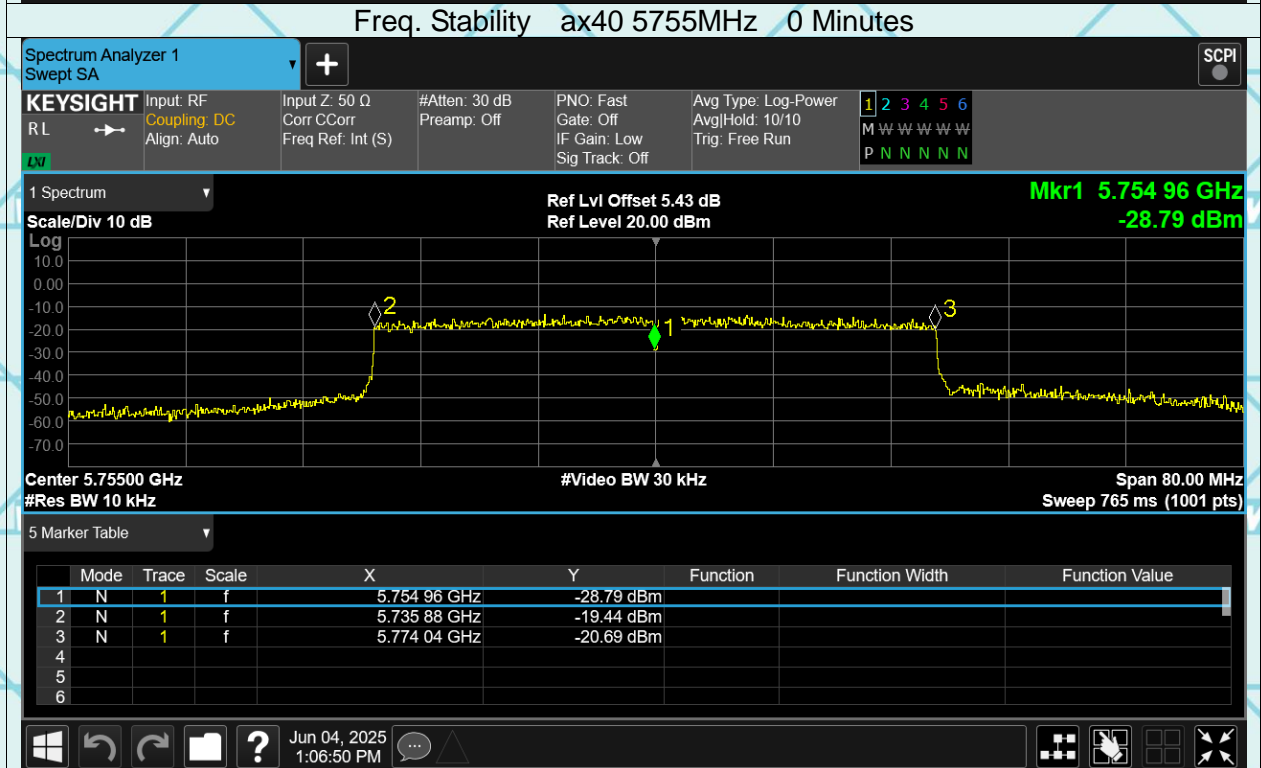 Freq. Stability ax40 5755MHz 0 Minutes
Spectrum Analyzer 1
Swept SA
+
SCPI
KEYSIGHT
RL
LXI
Input: RF
Coupling: DC
Align: Auto
Input Z: 50 Ω
Corr CCorr
Freq Ref: Int (S)
#Atten: 30 dB
Preamp: Off
PNO: Fast
Gate: Off
IF Gain: Low
Sig Track: Off
Avg Type: Log-Power
Avg|Hold: 10/10
Trig: Free Run
1 2 3 4 5 6
M W W W W W W
P N N N N N
1 Spectrum
Scale/Div 10 dB
Ref Lvl Offset 5.43 dB
Ref Level 20.00 dBm
Mkr1 5.754 96 GHz
-28.79 dBm
Log
10.0
0.00
-10.0
-20.0
-30.0
-40.0
-50.0
-60.0
-70.0
2
1
3
Center 5.75500 GHz
#Video BW 30 kHz
Span 80.00 MHz
#Res BW 10 kHz
Sweep 765 ms (1001 pts)
5 Marker Table
Mode Trace Scale X Y Function Function Width Function Value
1 N 1 f 5.754 96 GHz -28.79 dBm
2 N 1 f 5.735 88 GHz -19.44 dBm
3 N 1 f 5.774 04 GHz -20.69 dBm
4
5
6
?
Jun 04, 2025
1:06:50 PM